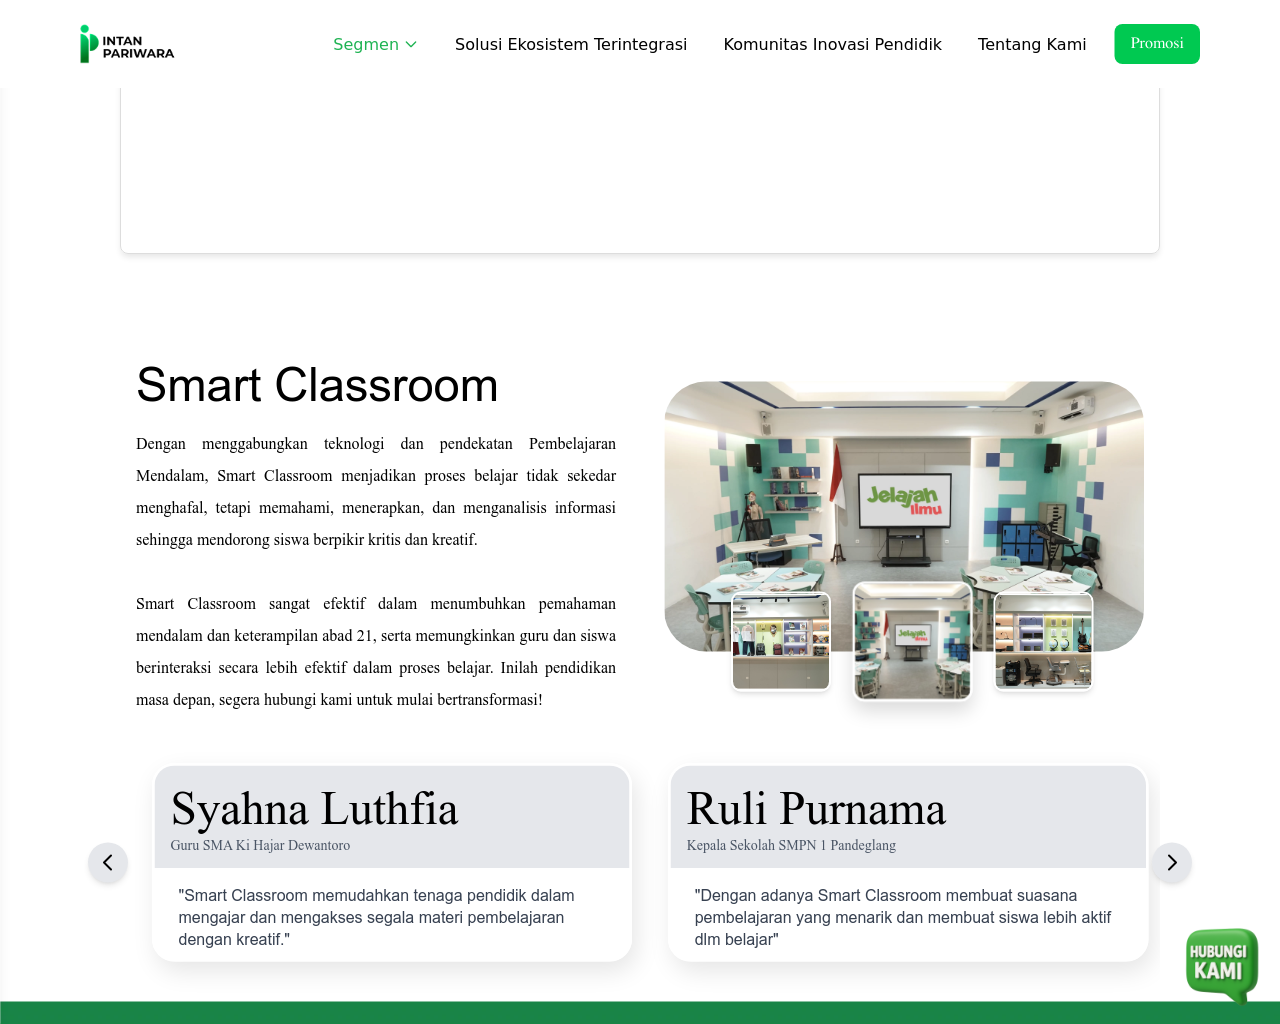 INTAN
PARIWARA
Segmen
Solusi Ekosistem Terintegrasi
Komunitas Inovasi Pendidik
Tentang Kami
Promosi
Smart Classroom
Dengan menggabungkan teknologi dan pendekatan Pembelajaran
Mendalam, Smart Classroom menjadikan proses belajar tidak sekedar
menghafal, tetapi memahami, menerapkan, dan menganalisis informasi
sehingga mendorong siswa berpikir kritis dan kreatif.
Smart Classroom sangat efektif dalam menumbuhkan pemahaman
mendalam dan keterampilan abad 21, serta memungkinkan guru dan siswa
berinteraksi secara lebih efektif dalam proses belajar. Inilah pendidikan
masa depan, segera hubungi kami untuk mulai bertransformasi!
Jelajah
Ilmu
Jelajah
Ilmu
Syahna Luthfia
Guru SMA Ki Hajar Dewantoro
"Smart Classroom memudahkan tenaga pendidik dalam
mengajar dan mengakses segala materi pembelajaran
dengan kreatif."
Ruli Purnama
Kepala Sekolah SMPN 1 Pandeglang
"Dengan adanya Smart Classroom membuat suasana
pembelajaran yang menarik dan membuat siswa lebih aktif
dlm belajar"
HUBUNGI
KAMI